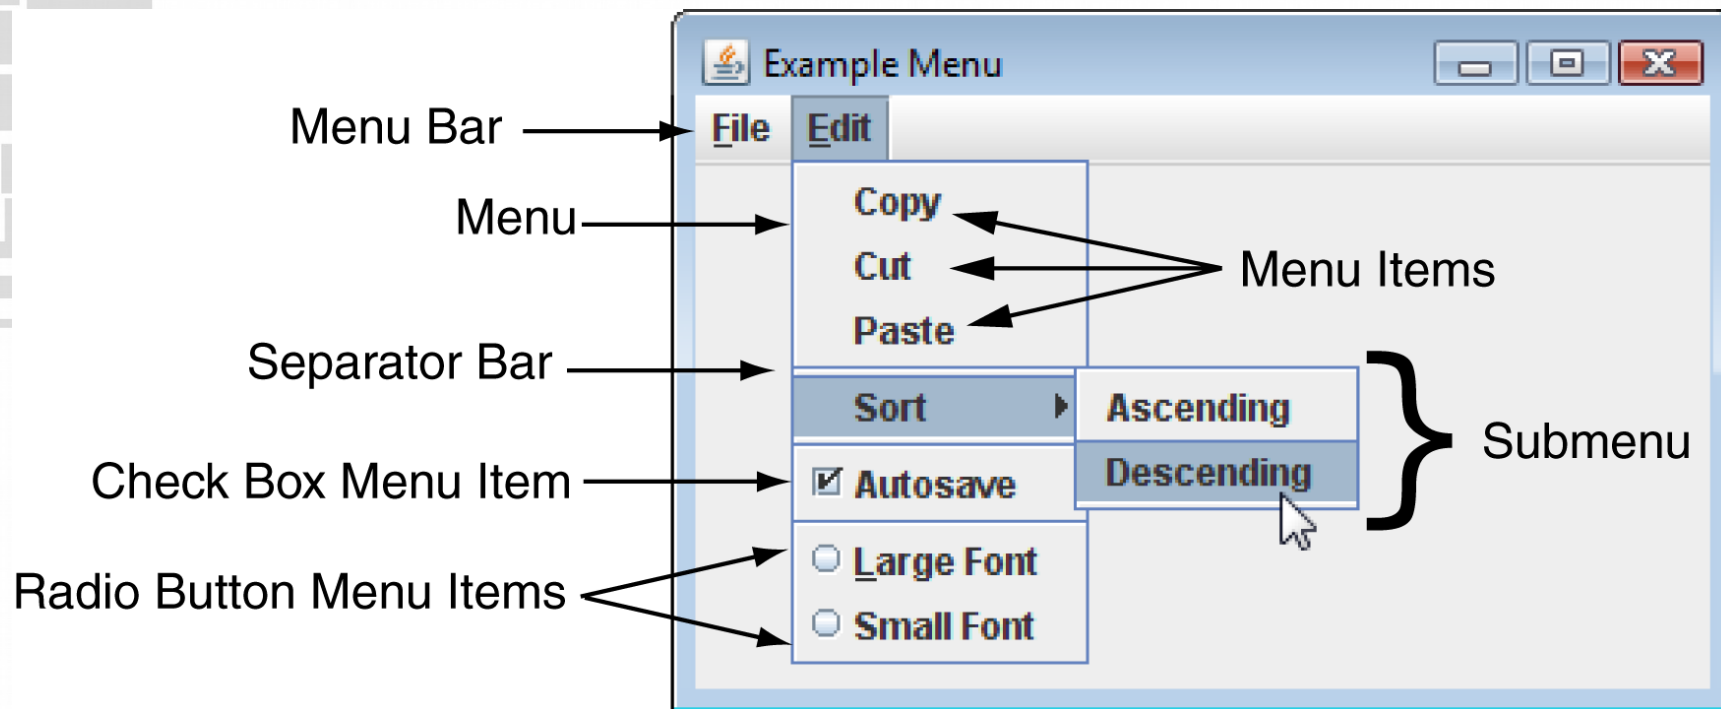 Example Menu
Menu Bar
File Edit
Menu
Copy
Cut
Menu Items
Paste
Separator Bar
Sort
Ascending
Submenu
Descending
Check Box Menu Item
Autosave
Radio Button Menu Items
Large Font
Small Font